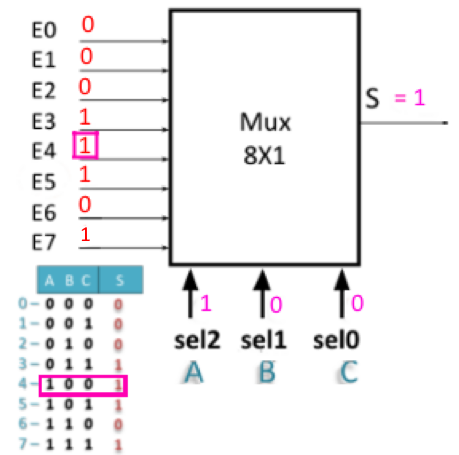 E0 0
E1 0
E2 0
E3 1
E4 1
E5 1
E6 0
E7 1
S = 1
Mux
8X1
1 0 0
sel2 sel1 sel0
A B C
A B C S
0- 0 0 0 0
1- 0 0 1 0
2- 0 1 0 0
3- 0 1 1 1
4- 1 0 0 1
5- 1 0 1 1
6- 1 1 0 0
7- 1 1 1 1